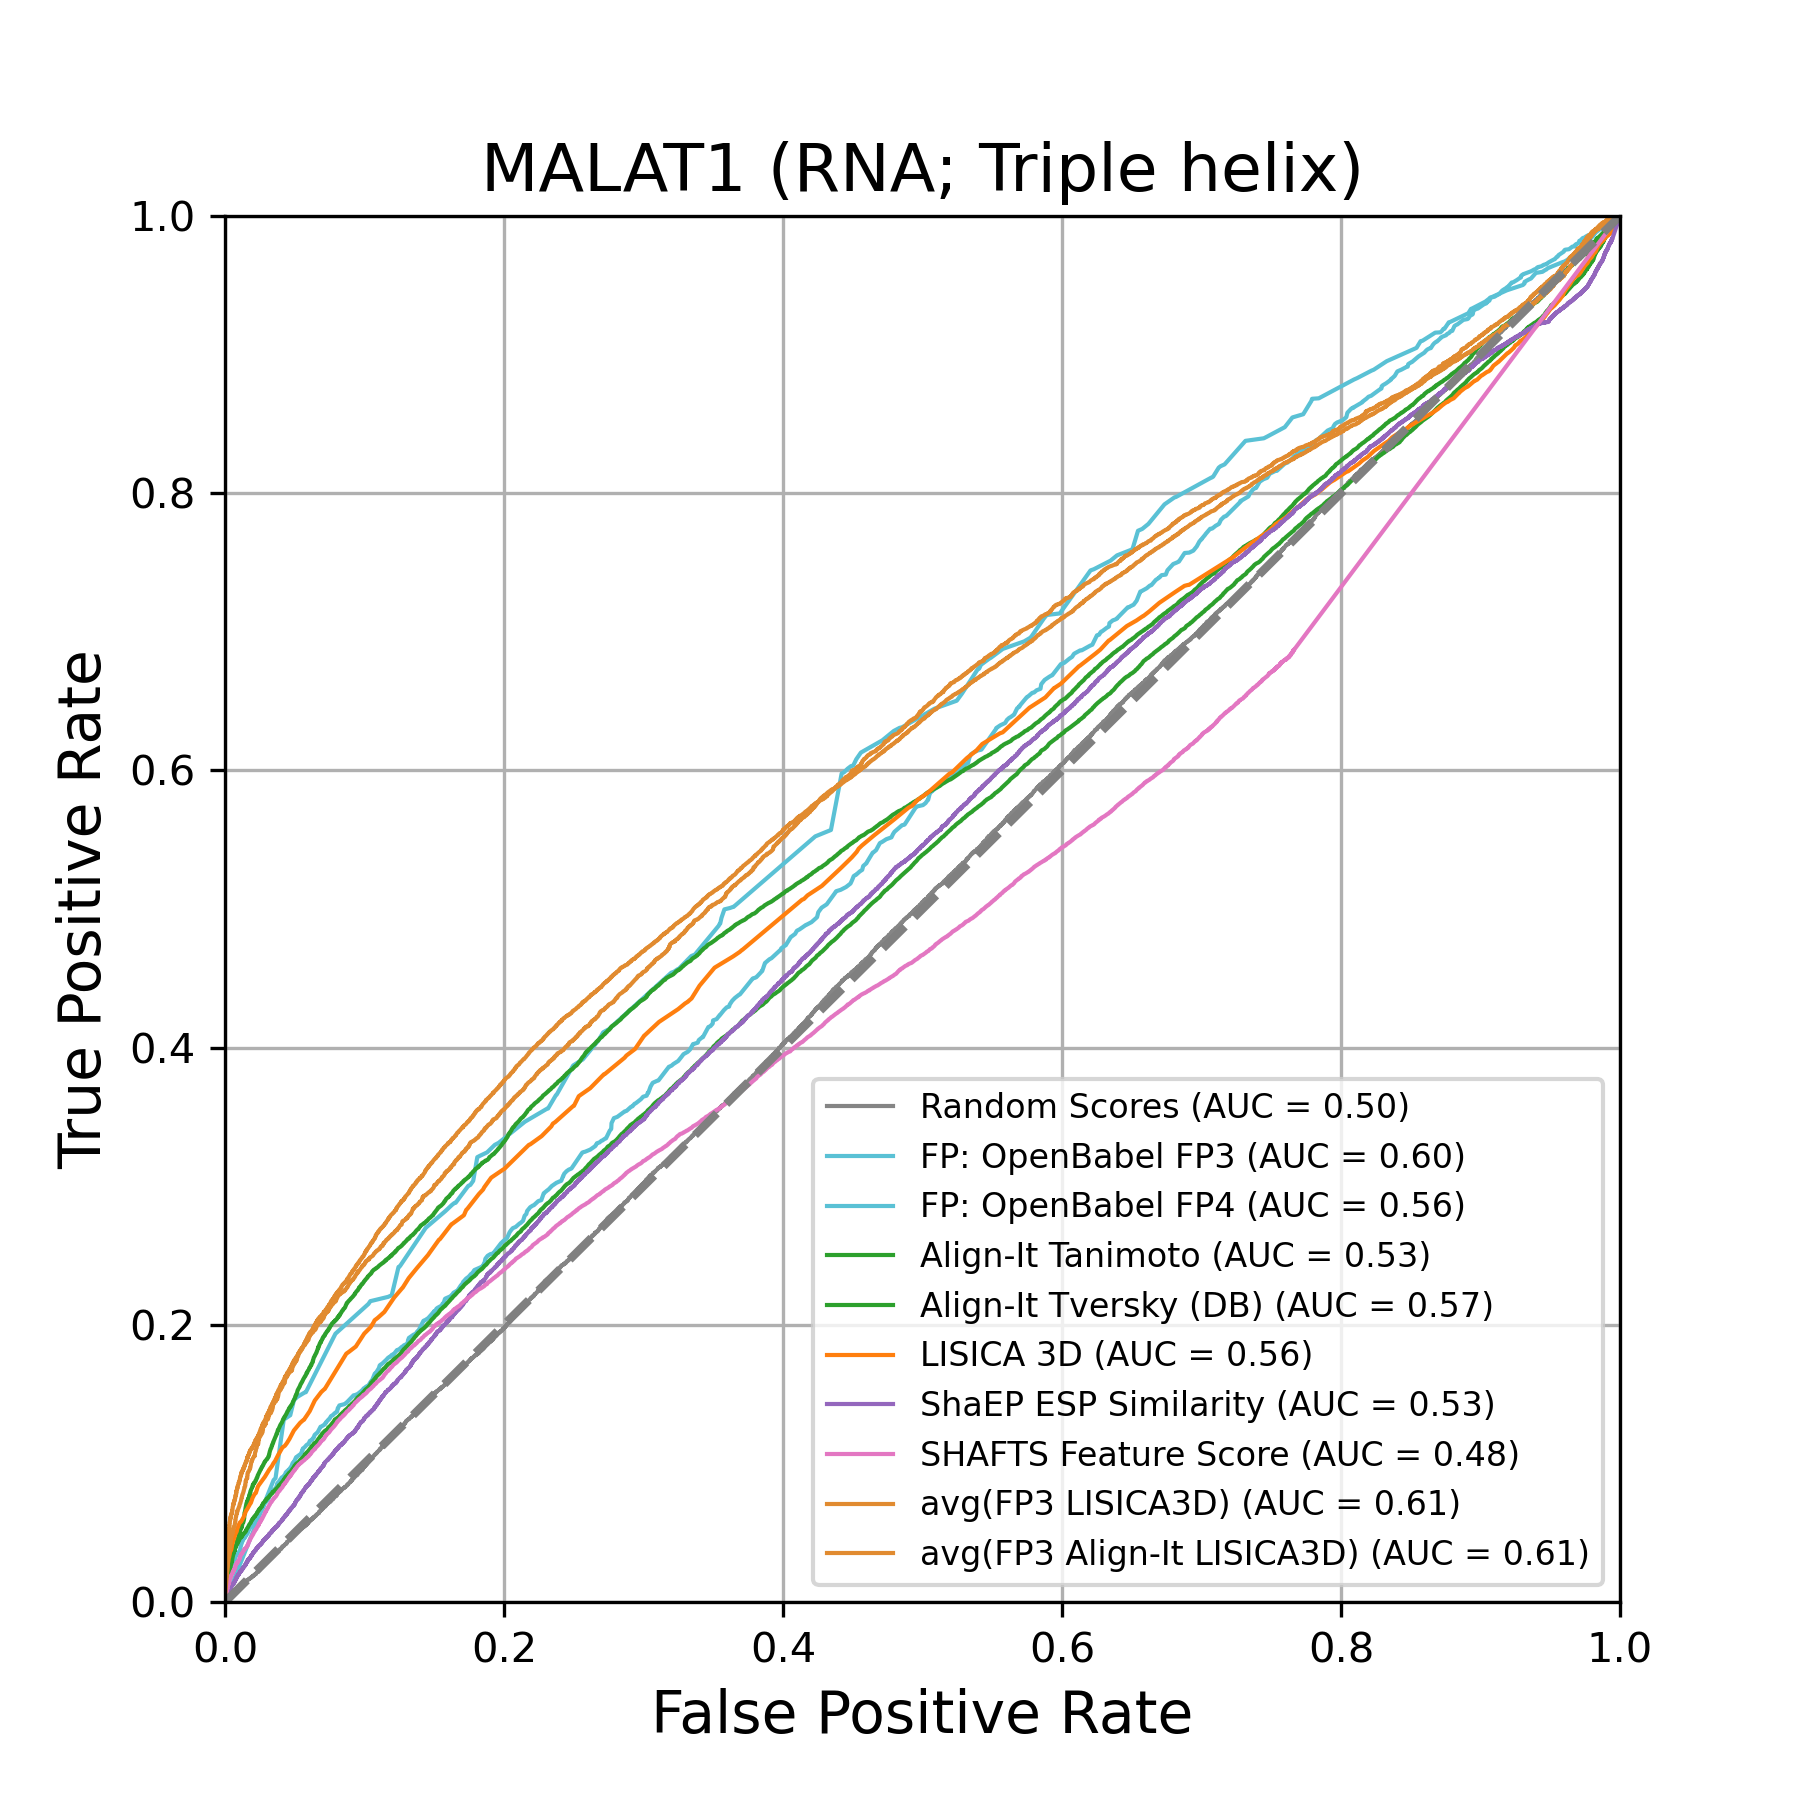 MALAT1 (RNA; Triple helix)
True Positive Rate
1.0
0.8
0.6
0.4
0.2
0.0
Random Scores (AUC = 0.50)
FP: OpenBabel FP3 (AUC = 0.60)
FP: OpenBabel FP4 (AUC = 0.56)
Align-It Tanimoto (AUC = 0.53)
Align-It Tversky (DB) (AUC = 0.57)
LISICA 3D (AUC = 0.56)
ShaEP ESP Similarity (AUC = 0.53)
SHAFTS Feature Score (AUC = 0.48)
avg(FP3 LISICA3D) (AUC = 0.61)
avg(FP3 Align-It LISICA3D) (AUC = 0.61)
0.0 0.2 0.4 0.6 0.8 1.0
False Positive Rate